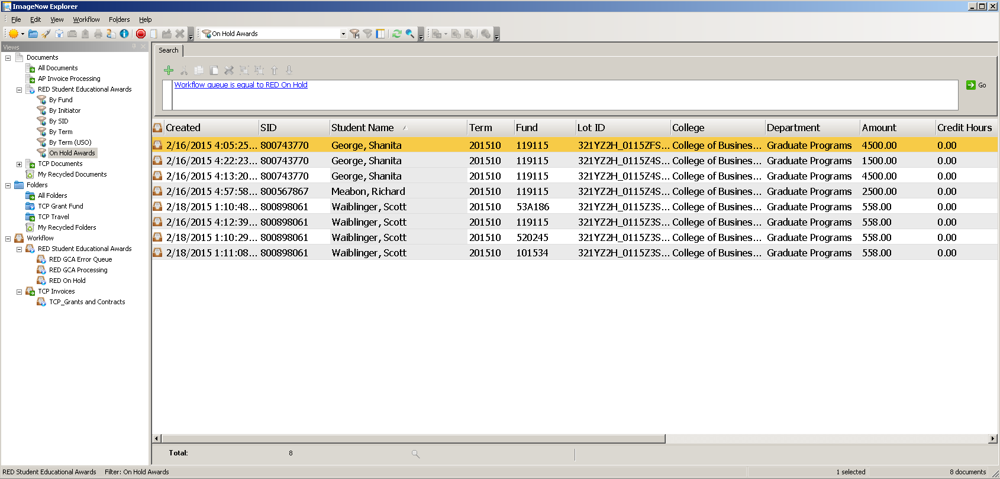 ImageNow Explorer
File Edit View Workflow Folders Help
On Hold Awards
Views
Documents
All Documents
AP Invoice Processing
RED Student Educational Awards
By Fund
By Initiator
By SID
By Term
By Term (USO)
On Hold Awards
TCP Documents
My Recycled Documents
Folders
All Folders
TCP Grant Fund
TCP Travel
My Recycled Folders
Workflow
RED Student Educational Awards
RED GCA Error Queue
RED GCA Processing
RED On Hold
TCP Invoices
TCP_Grants and Contracts
Search
Workflow queue is equal to RED On Hold
Go
Created SID Student Name Term Fund Lot ID College Department Amount Credit Hours
2/16/2015 4:05:25... 800743770 George, Shanita 201510 119115 321YZ2H_0115ZFS... College of Busines... Graduate Programs 4500.00 0.00
2/16/2015 4:22:23... 800743770 George, Shanita 201510 119115 321YZ2H_0115Z4S... College of Busines... Graduate Programs 1500.00 0.00
2/16/2015 4:13:20... 800743770 George, Shanita 201510 119115 321YZ2H_0115Z4S... College of Busines... Graduate Programs 4500.00 0.00
2/16/2015 4:57:58... 800567867 Meabon, Richard 201510 119115 321YZ2H_0115Z4S... College of Busines... Graduate Programs 2500.00 0.00
2/18/2015 1:10:48... 800898061 Waiblinger, Scott 201510 53A186 321YZ2H_0115Z3S... College of Busines... Graduate Programs 558.00 0.00
2/16/2015 4:12:39... 800898061 Waiblinger, Scott 201510 119115 321YZ2H_0115Z3S... College of Busines... Graduate Programs 558.00 0.00
2/18/2015 1:10:29... 800898061 Waiblinger, Scott 201510 520245 321YZ2H_0115Z3S... College of Busines... Graduate Programs 558.00 0.00
2/18/2015 1:11:08... 800898061 Waiblinger, Scott 201510 101534 321YZ2H_0115Z3S... College of Busines... Graduate Programs 558.00 0.00
Total: 8
RED Student Educational Awards Filter: On Hold Awards 1 selected 8 documents